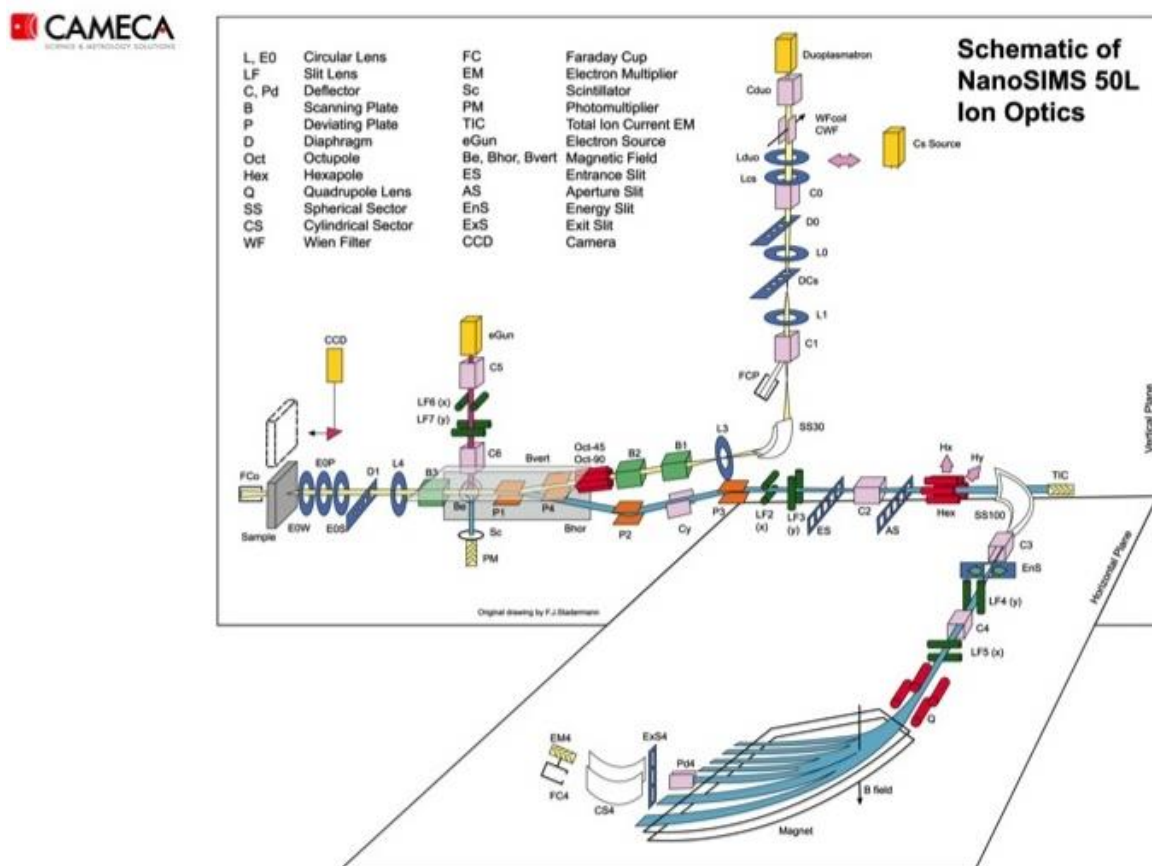 CAMECA
SCIENCE & METROLOGY SOLUTIONS
Schematic of
NanoSIMS 50L
Ion Optics
L, E0 Circular Lens
LF Slit Lens
C, Pd Deflector
B Scanning Plate
P Deviating Plate
D Diaphragm
Oct Octupole
Hex Hexapole
Q Quadrupole Lens
SS Spherical Sector
CS Cylindrical Sector
WF Wien Filter
FC Faraday Cup
EM Electron Multiplier
Sc Scintillator
PM Photomultiplier
TIC Total Ion Current EM
eGun Electron Source
Be, Bhor, Bvert Magnetic Field
ES Entrance Slit
AS Aperture Slit
EnS Energy Slit
ExS Exit Slit
CCD Camera
Duoplasmatron
Cduo
WFcoil
CWF
Cs Source
Lduo
Lcs
C0
D0
L0
DCs
L1
C1
FCP
SS30
CCD
eGun
C5
LF6 (x)
LF7 (y)
C6
Bvert
Oct-45
Oct-90
B2
B1
L3
FCo
Sample
E0W
E0P
E0S
D1
L4
B3
Be
P1
P4
Bhor
P2
Cy
P3
Sc
PM
LF2
(x)
LF3
(y)
ES
C2
AS
Hx
Hy
Hex
TIC
SS100
C3
EnS
LF4 (y)
C4
LF5 (x)
Q
Vertical Plane
Horizontal Plane
Original drawing by F.J.Stadermann
EM4
FC4
CS4
ExS4
Pd4
B field
Magnet